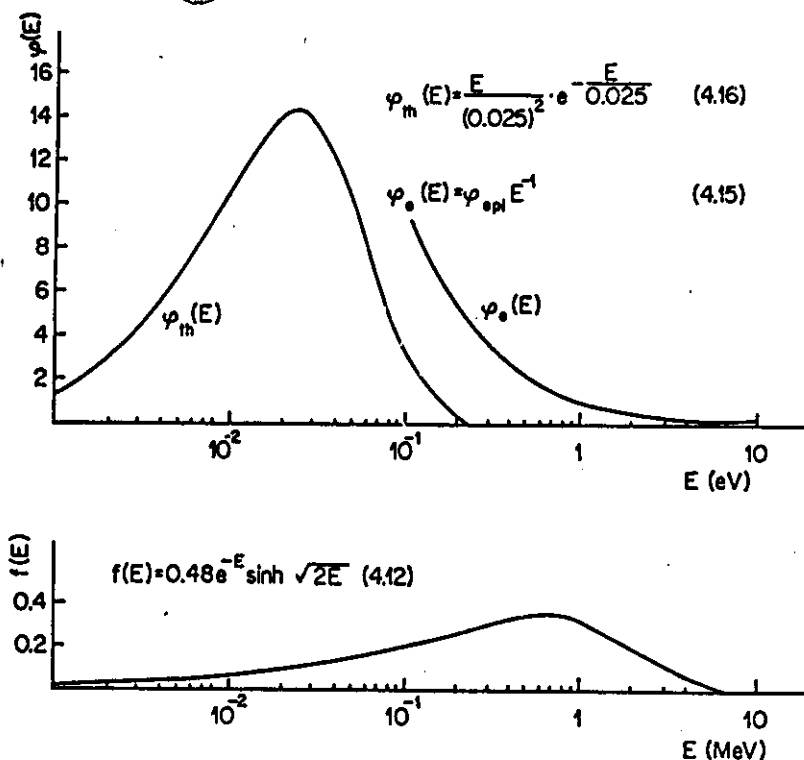 φ(E)
16
14
12
10
8
6
4
2
φth(E)=E/(0.025)²·e^-E/0.025 (4.16)
φe(E)=φepi E⁻¹ (4.15)
φth(E)
φe(E)
10⁻² 10⁻¹ 1 10
E (eV)
f(E)
f(E)=0.48e⁻ᴱ sinh √2E (4.12)
0.4
0.2
10⁻² 10⁻¹ 1 10
E (MeV)